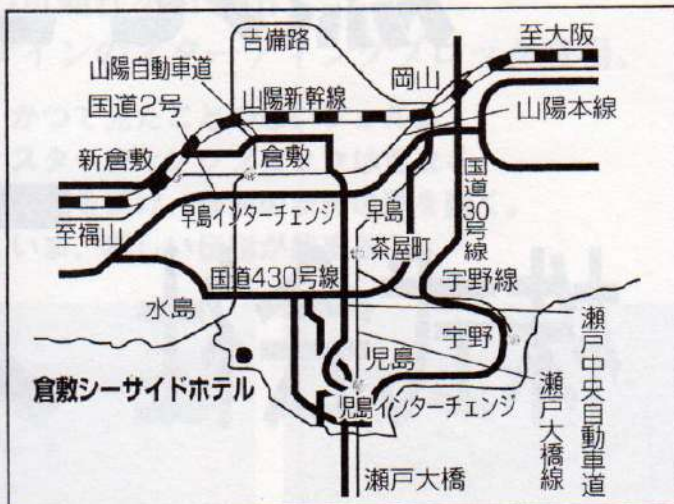 吉備路
至大阪
山陽自動車道
岡山
国道2号
山陽新幹線
山陽本線
新倉敷
倉敷
国道30号線
早島インターチェンジ
早島
至福山
茶屋町
国道430号線
宇野線
水島
宇野
児島
倉敷シーサイドホテル
児島インターチェンジ
瀬戸大橋線
瀬戸中央自動車道
瀬戸大橋